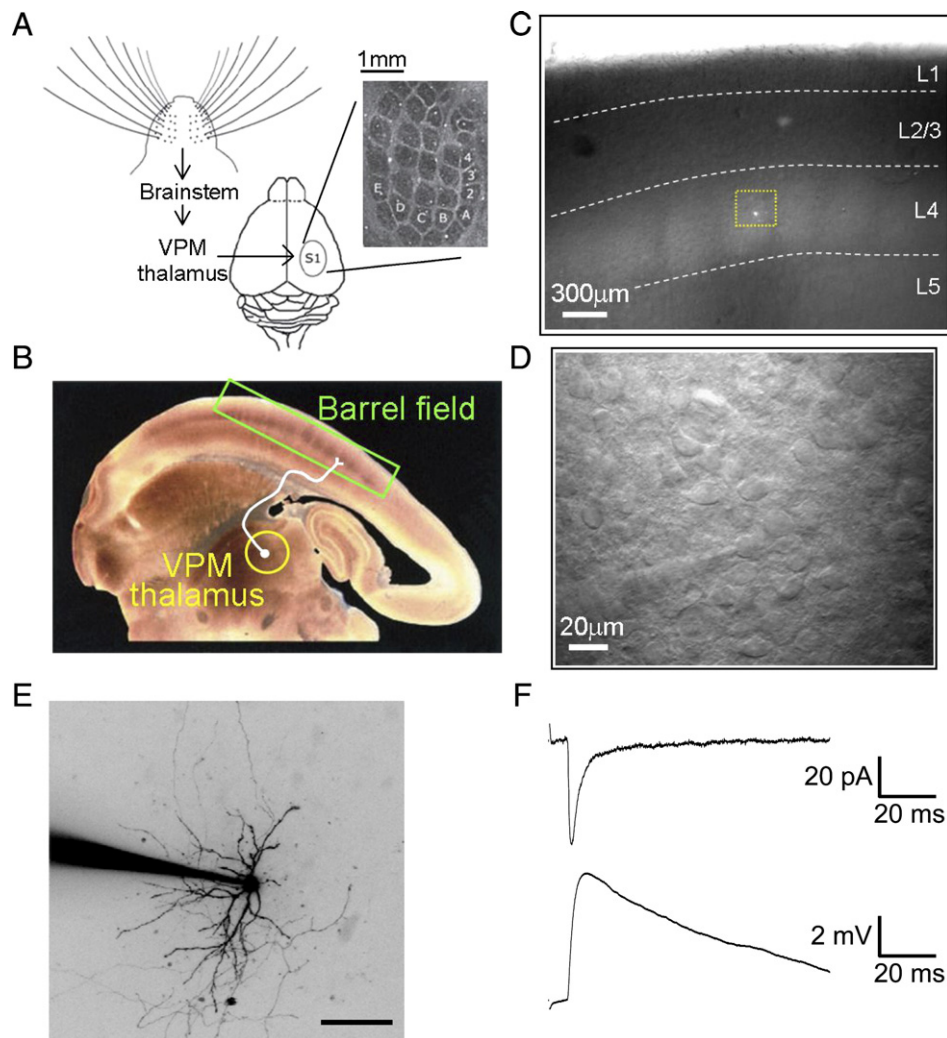 A
1mm
4
3
2
E
D
C
B
A
Brainstem
VPM
thalamus
S1
B
Barrel field
VPM
thalamus
C
L1
L2/3
L4
L5
300μm
D
20μm
E
F
20 pA
20 ms
2 mV
20 ms